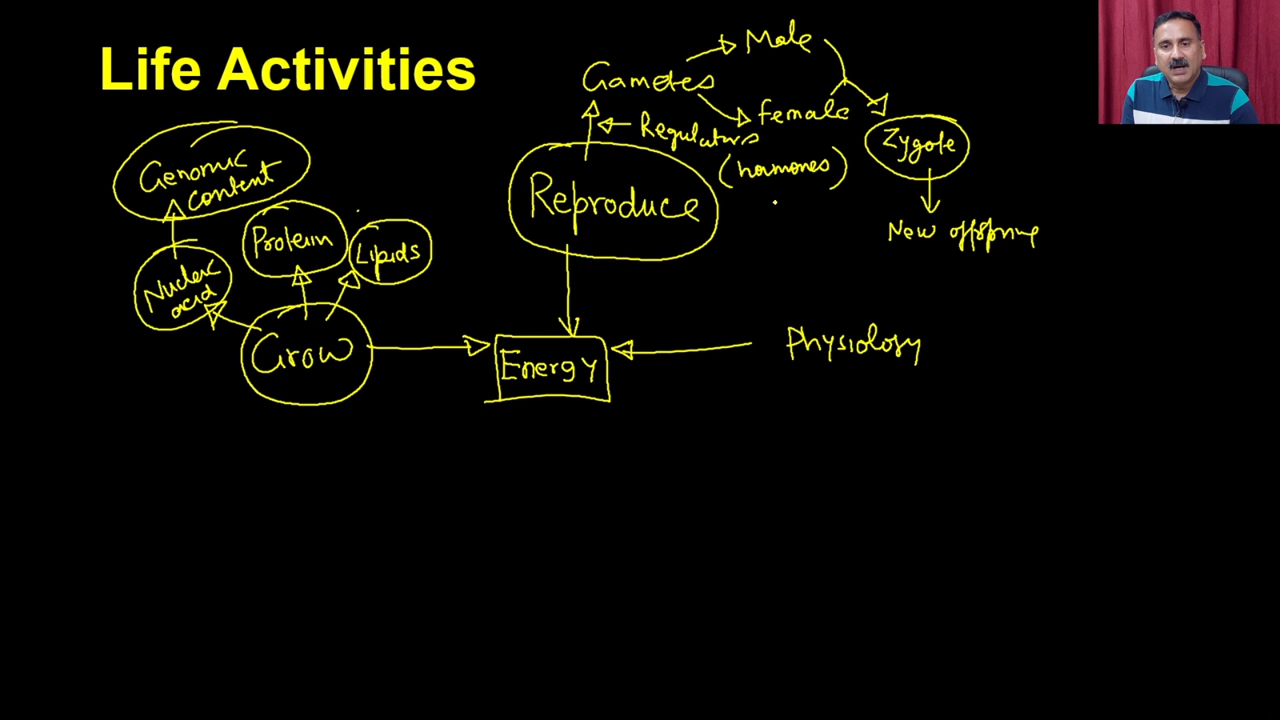 Life Activities
Gametes
Male
Female
Regulators
(hormones)
Zygote
New offspring
Reproduce
Genomic
content
Protein
Lipids
Nucleic
acid
Grow
Energy
Physiology